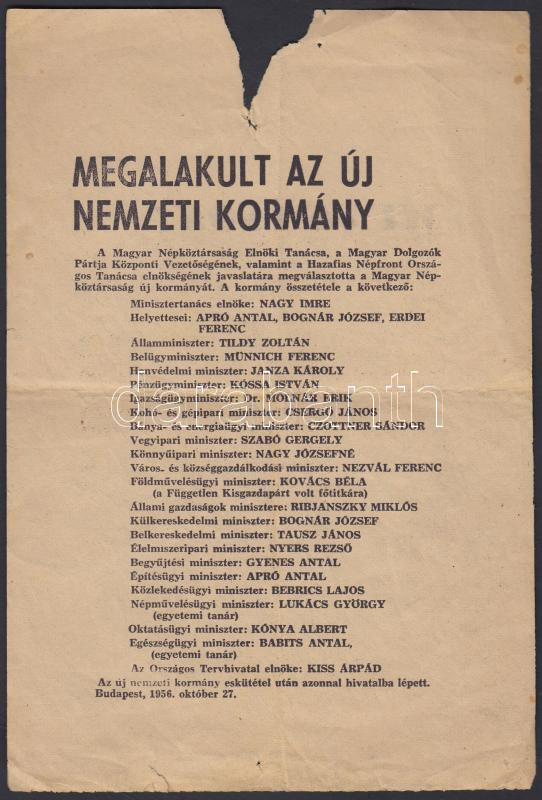 MEGALAKULT AZ ÚJ
NEMZETI KORMÁNY
A Magyar Népköztársaság Elnöki Tanácsa, a Magyar Dolgozók
Pártja Központi Vezetőségének, valamint a Hazafias Népfront Orszá-
gos Tanácsa elnökségének javaslatára megválasztotta a Magyar Nép-
köztársaság új kormányát. A kormány összetétele a következő:
Minisztertanács elnöke: NAGY IMRE
Helyettesei: APRÓ ANTAL, BOGNÁR JÓZSEF, ERDEI
FERENC
Államminiszter: TILDY ZOLTÁN
Belügyminiszter: MÜNNICH FERENC
Honvédelmi miniszter: JANZA KÁROLY
Pénzügyminiszter: KOSSA ISTVÁN
Igazságügyminiszter: Dr. MOLNÁR ERIK
Kohó- és gépipari miniszter: CSERGŐ JÁNOS
Bánya- és energiaügyi miniszter: CZOTTNER SÁNDOR
Vegyipari miniszter: SZABÓ GERGELY
Könnyűipari miniszter: NAGY JÓZSEFNÉ
Város- és községgazdálkodási miniszter: NEZVÁL FERENC
Földművelésügyi miniszter: KOVÁCS BÉLA
(a Független Kisgazdapárt volt főtitkára)
Állami gazdaságok minisztere: RIBJANSZKY MIKLÓS
Külkereskedelmi miniszter: BOGNÁR JÓZSEF
Belkereskedelmi miniszter: TAUSZ JÁNOS
Élelmiszeripari miniszter: NYERS REZSŐ
Begyűjtési miniszter: GYENES ANTAL
Építésügyi miniszter: APRÓ ANTAL
Közlekedésügyi miniszter: BEBRICS LAJOS
Népművelésügyi miniszter: LUKÁCS GYÖRGY
(egyetemi tanár)
Oktatásügyi miniszter: KÓNYA ALBERT
Egészségügyi miniszter: BABITS ANTAL,
(egyetemi tanár)
Az Országos Tervhivatal elnöke: KISS ÁRPÁD
Az új nemzeti kormány eskütétel után azonnal hivatalba lépett.
Budapest, 1956. október 27.
darabanth
darabanth
darabanth